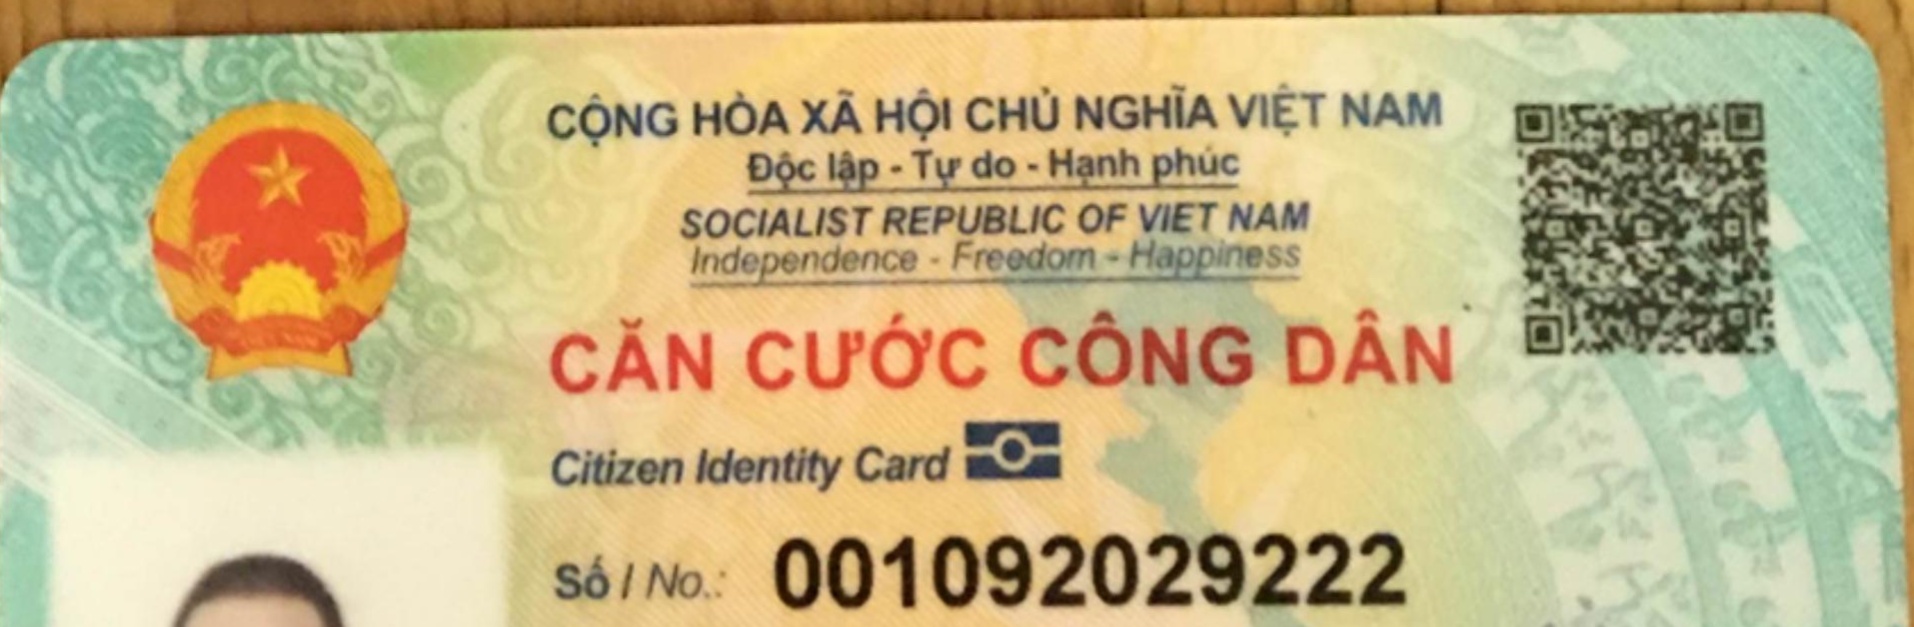 CỘNG HÒA XÃ HỘI CHỦ NGHĨA VIỆT NAM
Độc lập - Tự do - Hạnh phúc
SOCIALIST REPUBLIC OF VIET NAM
Independence - Freedom - Happiness
CĂN CƯỚC CÔNG DÂN
Citizen Identity Card
Số / No.: 001092029222